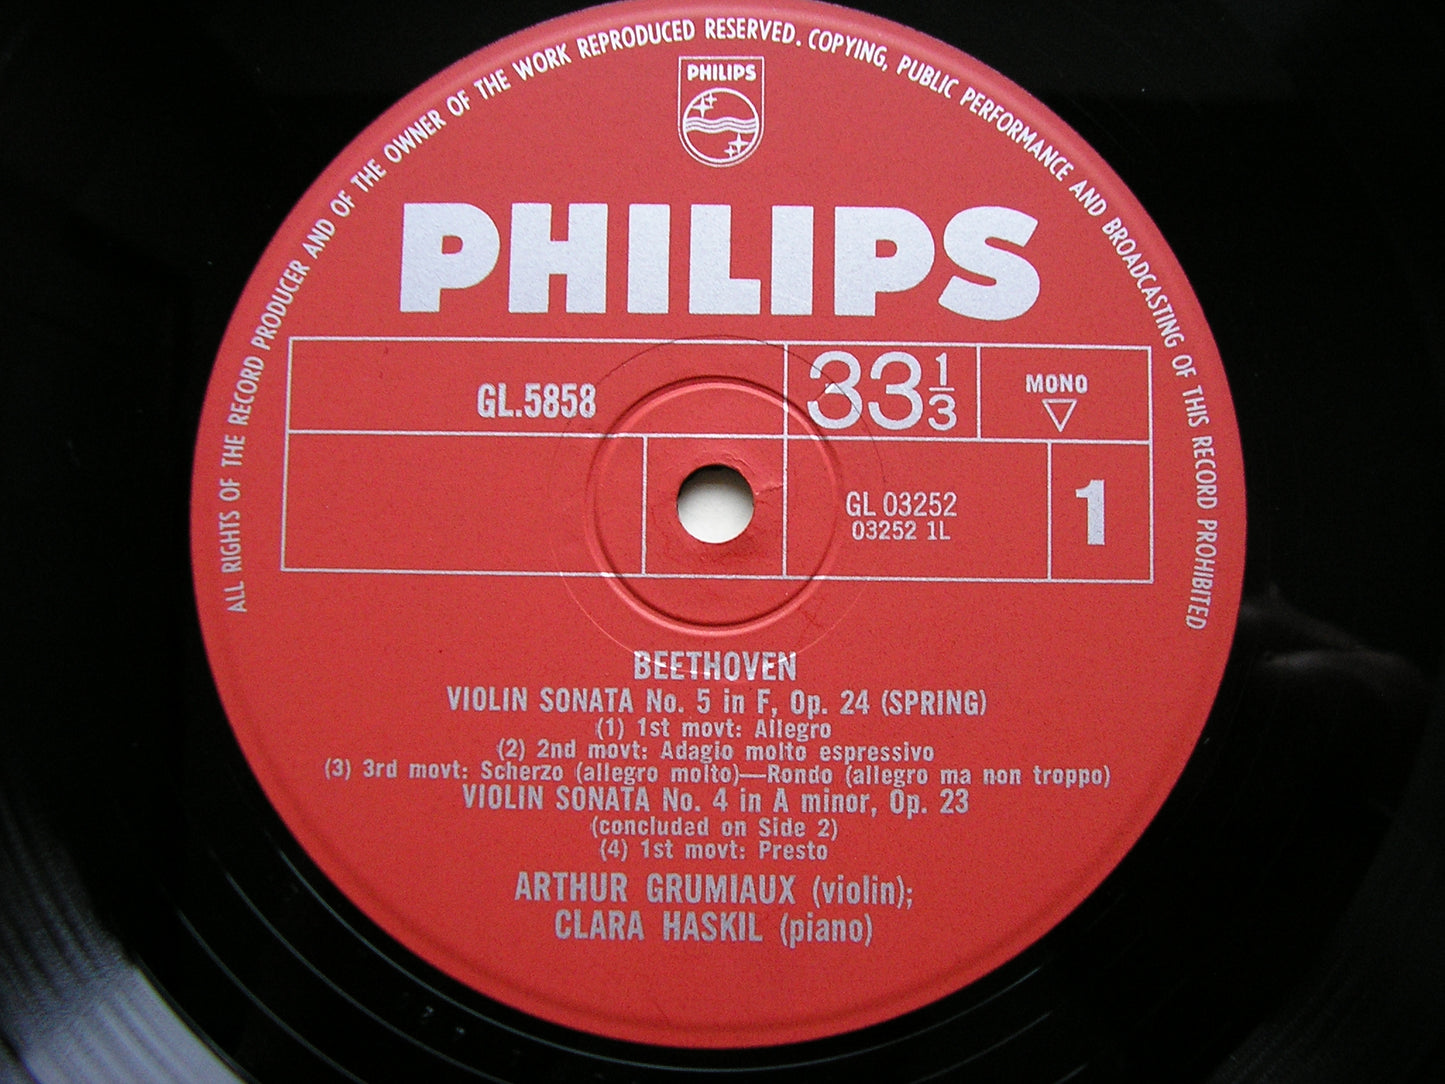 ALL RIGHTS OF THE RECORD PRODUCER AND OF THE OWNER OF THE WORK REPRODUCED RESERVED. COPYING, PUBLIC PERFORMANCE AND BROADCASTING OF THIS RECORD PROHIBITED
PHILIPS
PHILIPS
GL.5858
33 1/3
MONO
GL 03252
03252 1L
1
BEETHOVEN
VIOLIN SONATA No. 5 in F, Op. 24 (SPRING)
(1) 1st movt: Allegro
(2) 2nd movt: Adagio molto espressivo
(3) 3rd movt: Scherzo (allegro molto)—Rondo (allegro ma non troppo)
VIOLIN SONATA No. 4 in A minor, Op. 23
(concluded on Side 2)
(4) 1st movt: Presto
ARTHUR GRUMIAUX (violin);
CLARA HASKIL (piano)